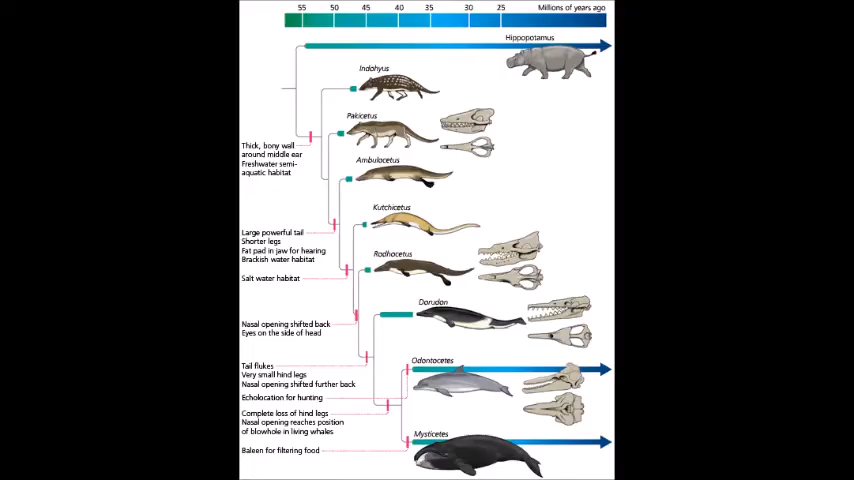 55 50 45 40 35 30 25 Millions of years ago
Hippopotamus
Indohyus
Pakicetus
Thick, bony wall
around middle ear
Freshwater semi-
aquatic habitat
Ambulocetus
Kutchicetus
Large powerful tail
Shorter legs
Fat pad in jaw for hearing
Brackish water habitat
Rodhocetus
Salt water habitat
Dorudon
Nasal opening shifted back
Eyes on the side of head
Odontocetes
Tail flukes
Very small hind legs
Nasal opening shifted further back
Echolocation for hunting
Complete loss of hind legs
Nasal opening reaches position
of blowhole in living whales
Mysticetes
Baleen for filtering food